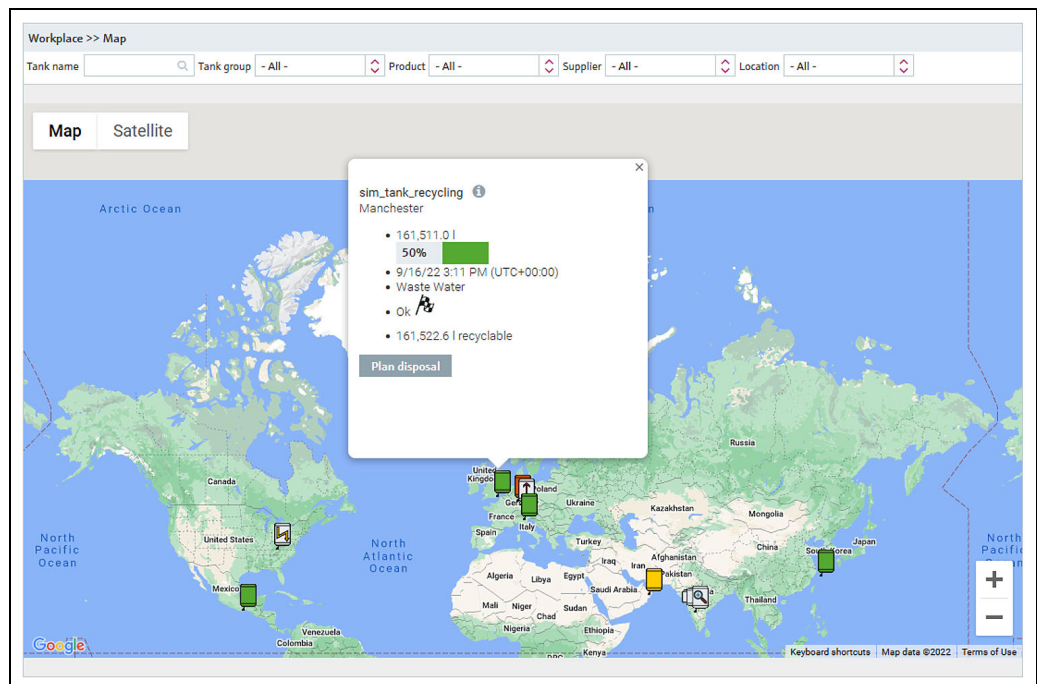 Workplace >> Map
Tank name Tank group - All - Product - All - Supplier - All - Location - All -
Map Satellite
×
sim_tank_recycling
Manchester
161,511.0 l
50%
9/16/22 3:11 PM (UTC+00:00)
Waste Water
Ok
161,522.6 l recyclable
Plan disposal
Arctic Ocean
Russia
Canada
United
Kingdo
Poland
Ukraine
Kazakhstan
Mongolia
France
Italy
Spain
Turkey
United States
North
Pacific
Ocean
North
Atlantic
Ocean
China
South Korea
Japan
North
Pacific
Iraq
Iran
Afghanistan
Pakistan
Algeria
Libya
Egypt
Saudi Arabia
Mexico
Mali
Niger
Chad
Sudan
Thailand
Nigeria
Ethiopia
Venezuela
Colombia
Kenya
DRC
+
−
Google
Keyboard shortcuts Map data ©2022 Terms of Use